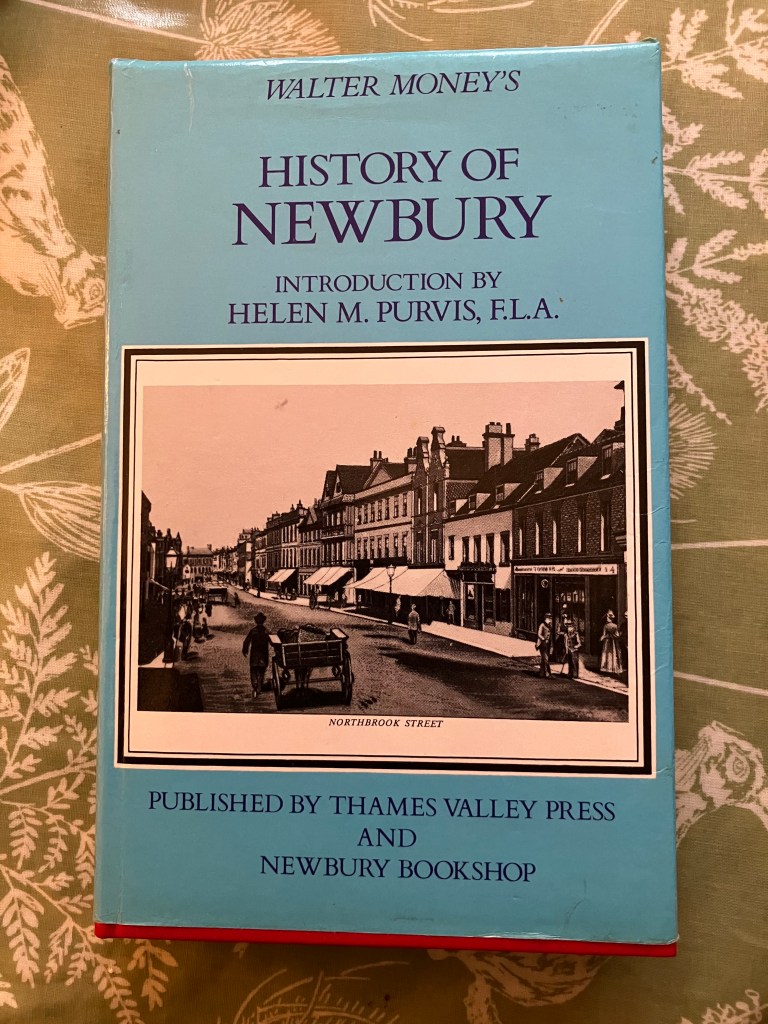 WALTER MONEY'S
HISTORY OF
NEWBURY
INTRODUCTION BY
HELEN M. PURVIS, F.L.A.
NORTHBROOK STREET
PUBLISHED BY THAMES VALLEY PRESS
AND
NEWBURY BOOKSHOP